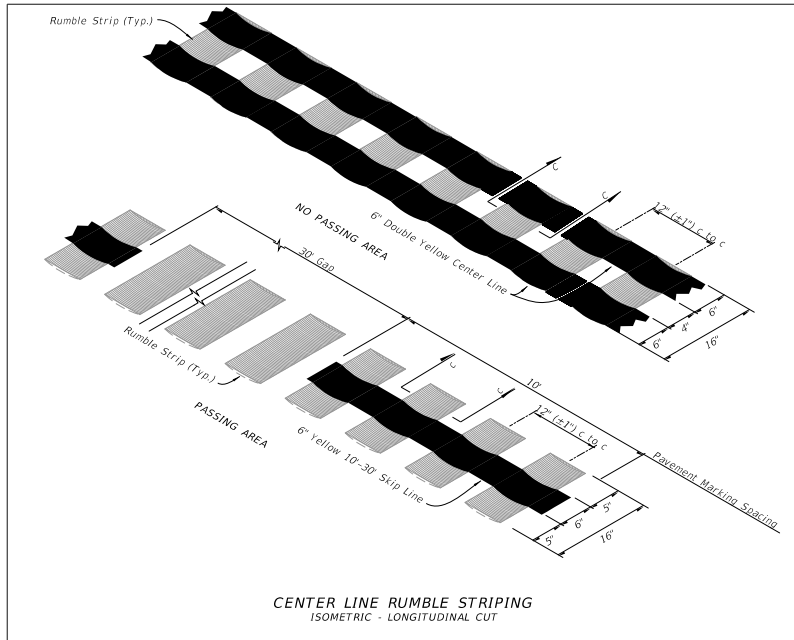 Rumble Strip (Typ.)
C
C
12" (±1") c to c
NO PASSING AREA
6" Double Yellow Center Line
6"
4"
6"
16"
30' Gap
Rumble Strip (Typ.)
PASSING AREA
C
C
10'
12" (±1") c to c
6" Yellow 10'-30' Skip Line
Pavement Marking Spacing
5"
6"
5"
16"
CENTER LINE RUMBLE STRIPING
ISOMETRIC - LONGITUDINAL CUT